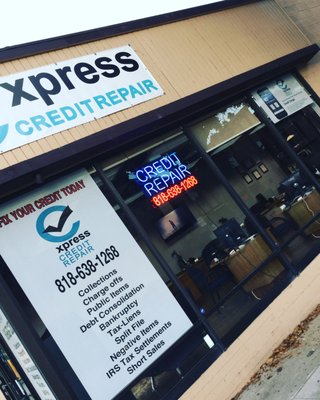 xpress
CREDIT REPAIR
CREDIT
REPAIR
818-638-1268
FIX YOUR CREDIT TODAY
xpress
CREDIT
REPAIR
818-638-1268
Collections
Charge offs
Public Items
Debt Consolidation
Bankruptcy
Tax-Liens
Split File
Negative Items
IRS Tax Settlements
Short Sales